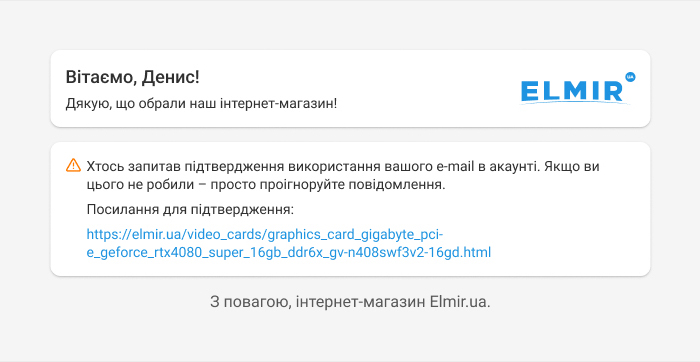 Вітаємо, Денис!
Дякую, що обрали наш інтернет-магазин!
ELMIR UA
Хтось запитав підтвердження використання вашого e-mail в акаунті. Якщо ви
цього не робили – просто проігноруйте повідомлення.
Посилання для підтвердження:
https://elmir.ua/video_cards/graphics_card_gigabyte_pci-
e_geforce_rtx4080_super_16gb_ddr6x_gv-n408swf3v2-16gd.html
З повагою, інтернет-магазин Elmir.ua.